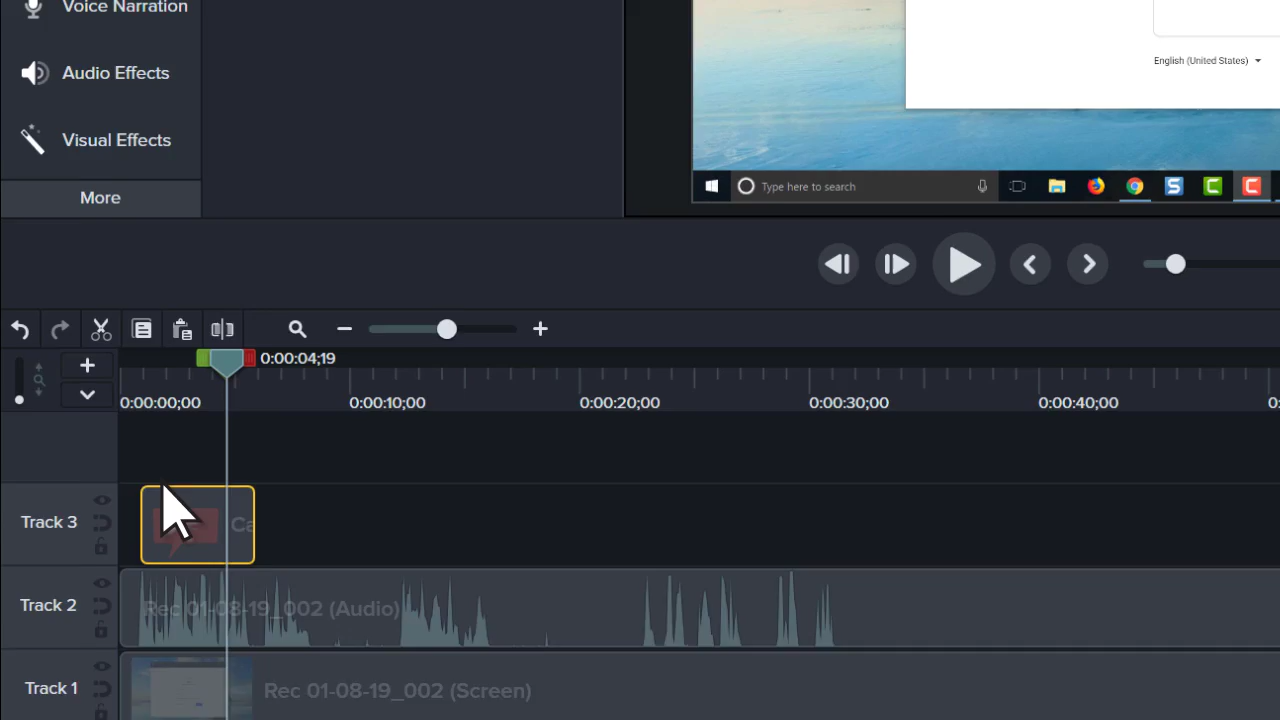 Voice Narration
English (United States)
Audio Effects
Visual Effects
Type here to search
More
0:00:04;19
0:00:00;00
0:00:10;00
0:00:20;00
0:00:30;00
0:00:40;00
Track 3
Ca
Track 2
Rec 01-08-19_002 (Audio)
Track 1
Rec 01-08-19_002 (Screen)